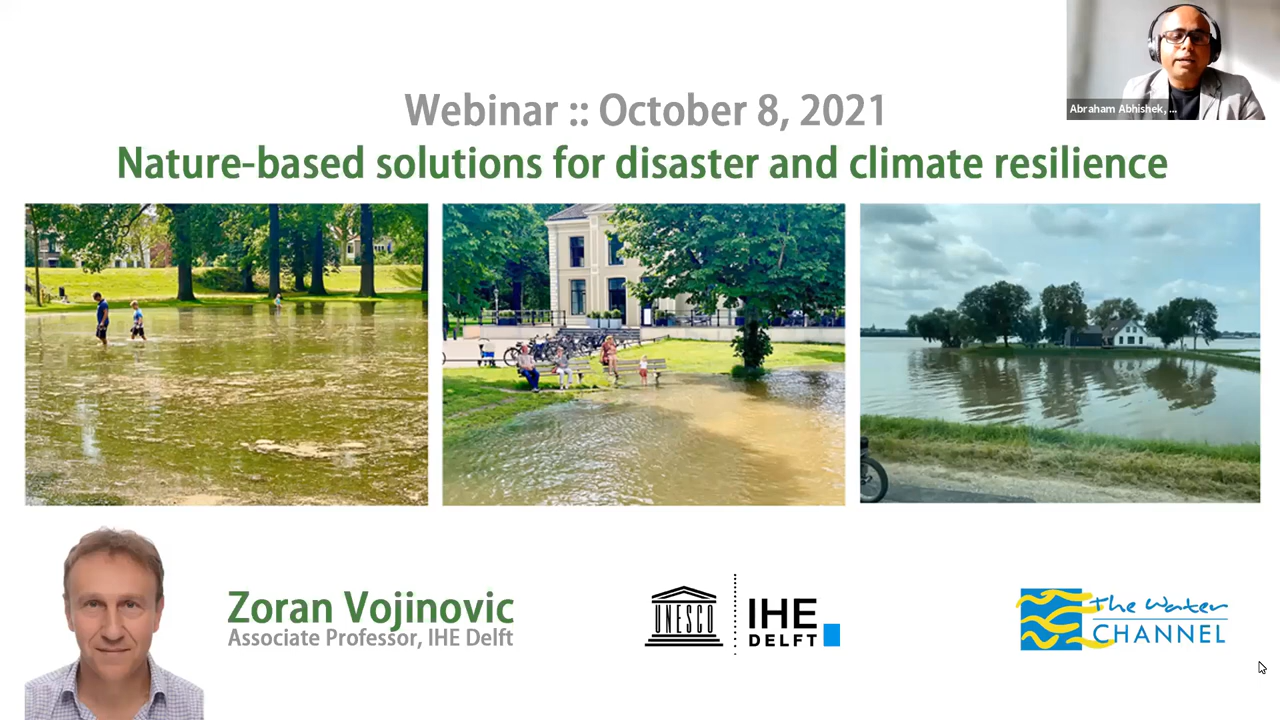 Abraham Abhishek, ...
Webinar :: October 8, 2021
Nature-based solutions for disaster and climate resilience
Zoran Vojinovic
Associate Professor, IHE Delft
UNESCO
IHE
DELFT
The Water
CHANNEL